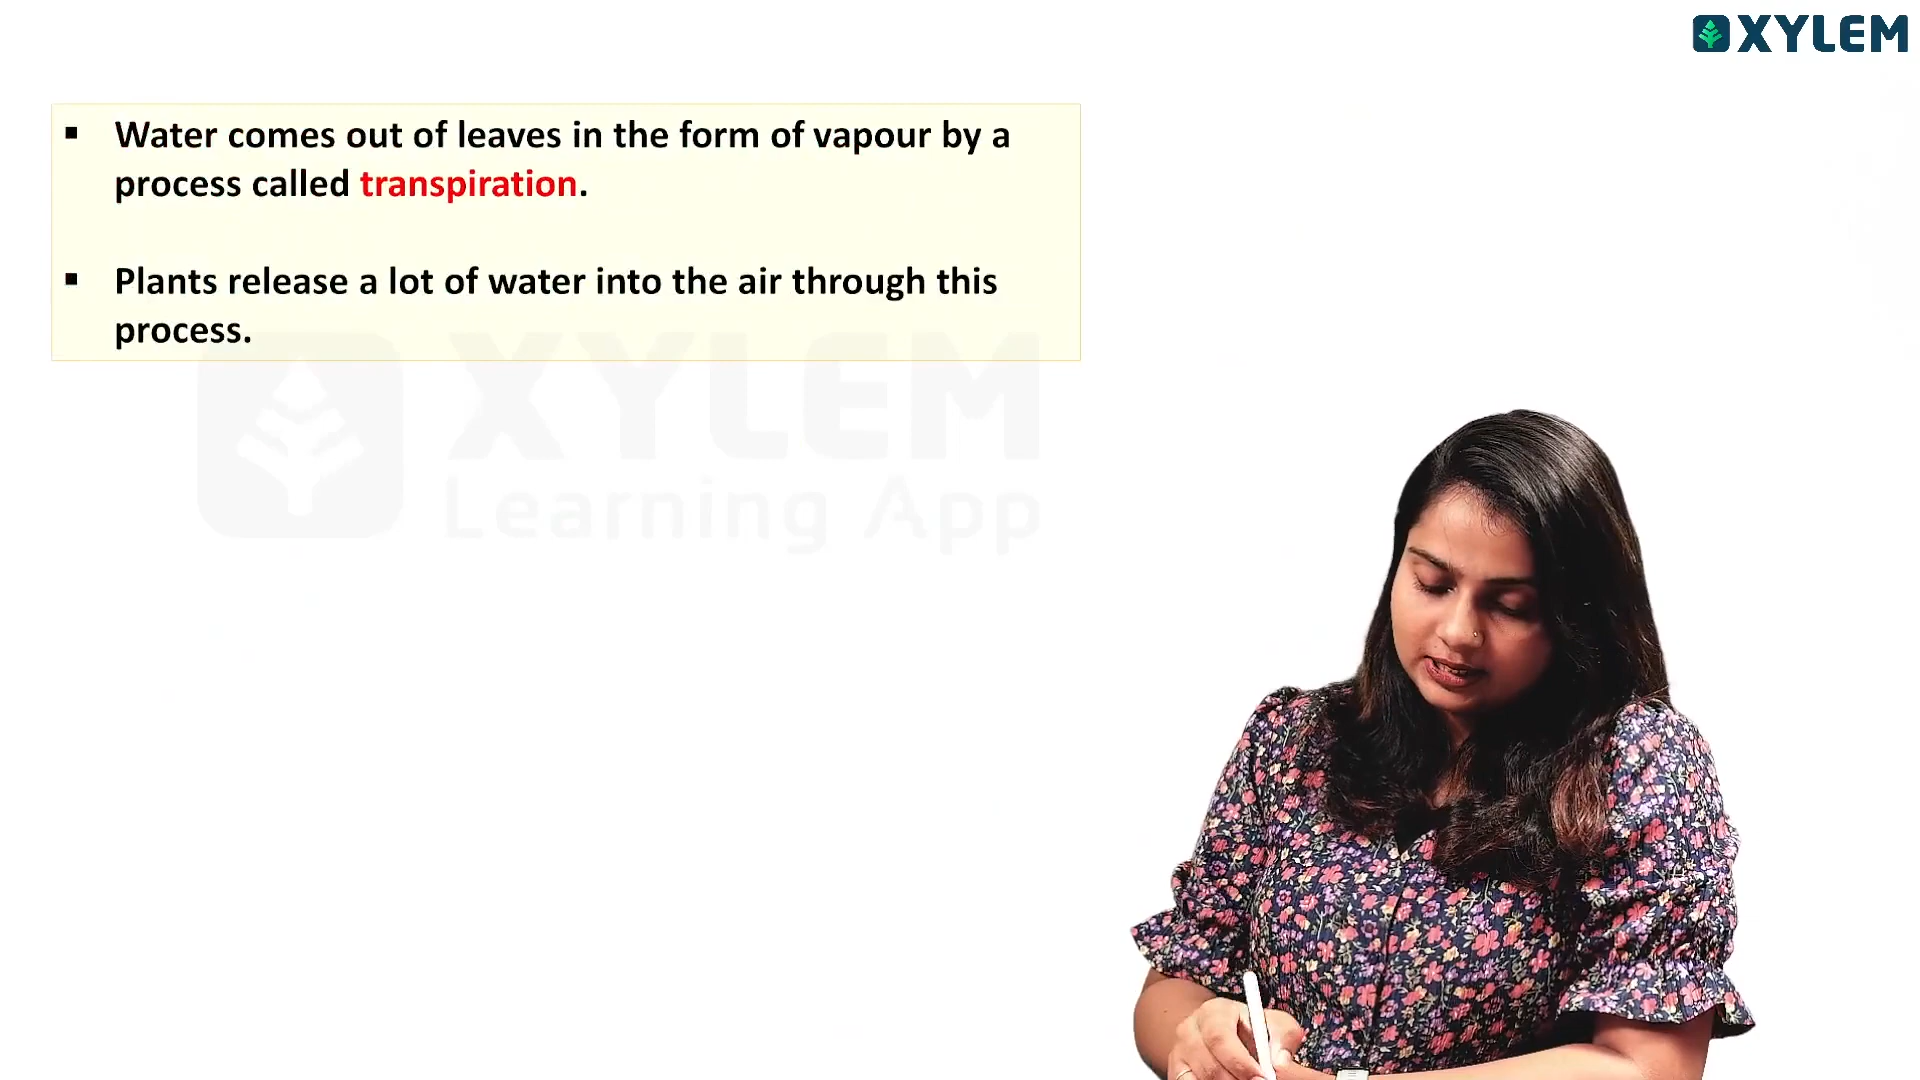 XYLEM
▪ Water comes out of leaves in the form of vapour by a
process called transpiration.
▪ Plants release a lot of water into the air through this
process.
XYLEM
Learning App